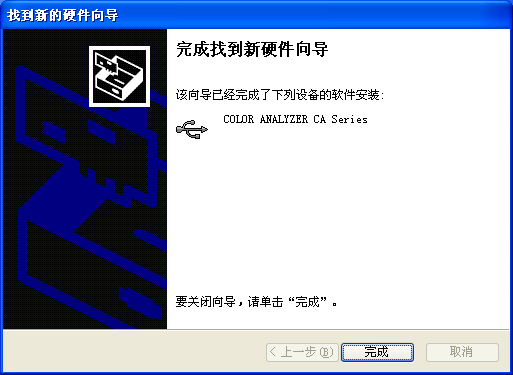 找到新的硬件向导
完成找到新硬件向导
该向导已经完成了下列设备的软件安装:
COLOR ANALYZER CA Series
要关闭向导,请单击“完成”。
< 上一步(B)
完成
取消